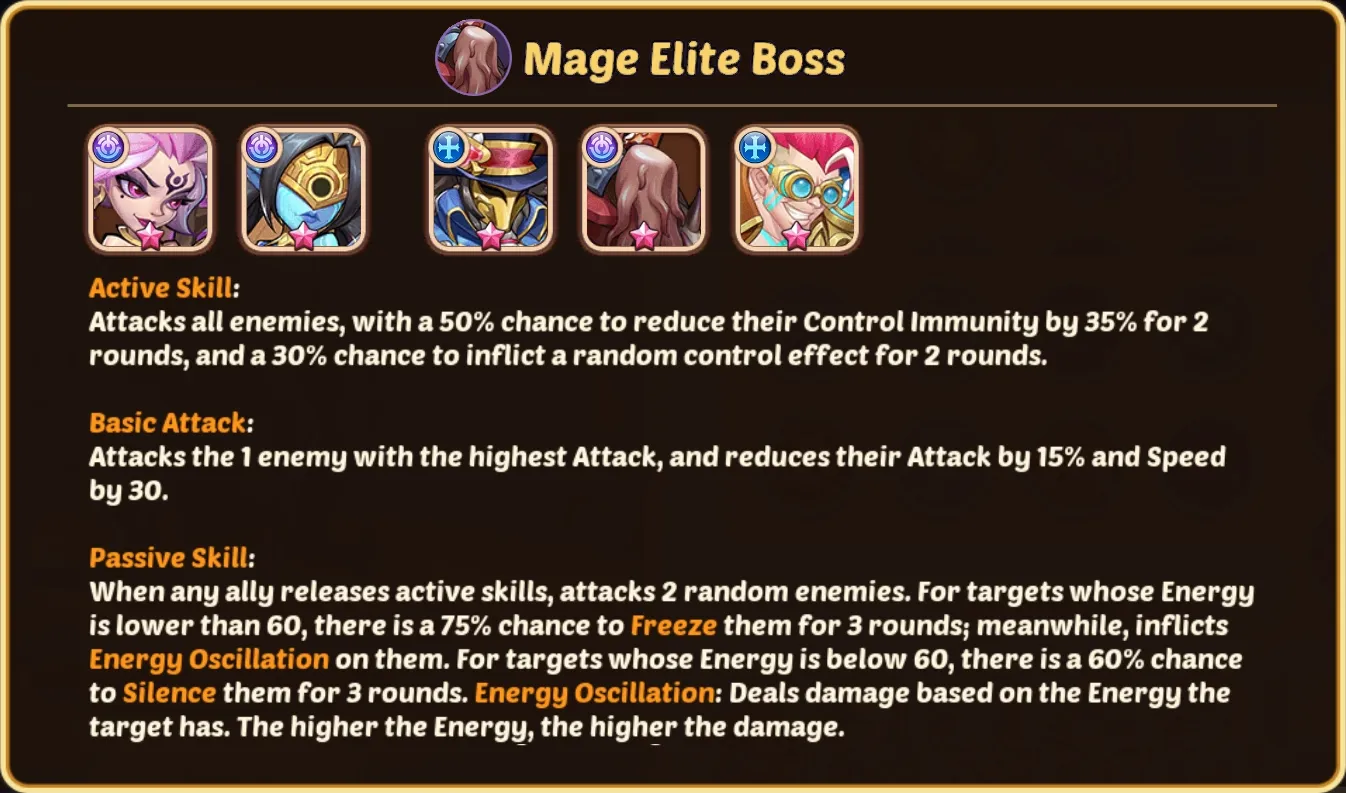 Mage Elite Boss
Active Skill:
Attacks all enemies, with a 50% chance to reduce their Control Immunity by 35% for 2
rounds, and a 30% chance to inflict a random control effect for 2 rounds.
Basic Attack:
Attacks the 1 enemy with the highest Attack, and reduces their Attack by 15% and Speed
by 30.
Passive Skill:
When any ally releases active skills, attacks 2 random enemies. For targets whose Energy
is lower than 60, there is a 75% chance to Freeze them for 3 rounds; meanwhile, inflicts
Energy Oscillation on them. For targets whose Energy is below 60, there is a 60% chance
to Silence them for 3 rounds. Energy Oscillation: Deals damage based on the Energy the
target has. The higher the Energy, the higher the damage.